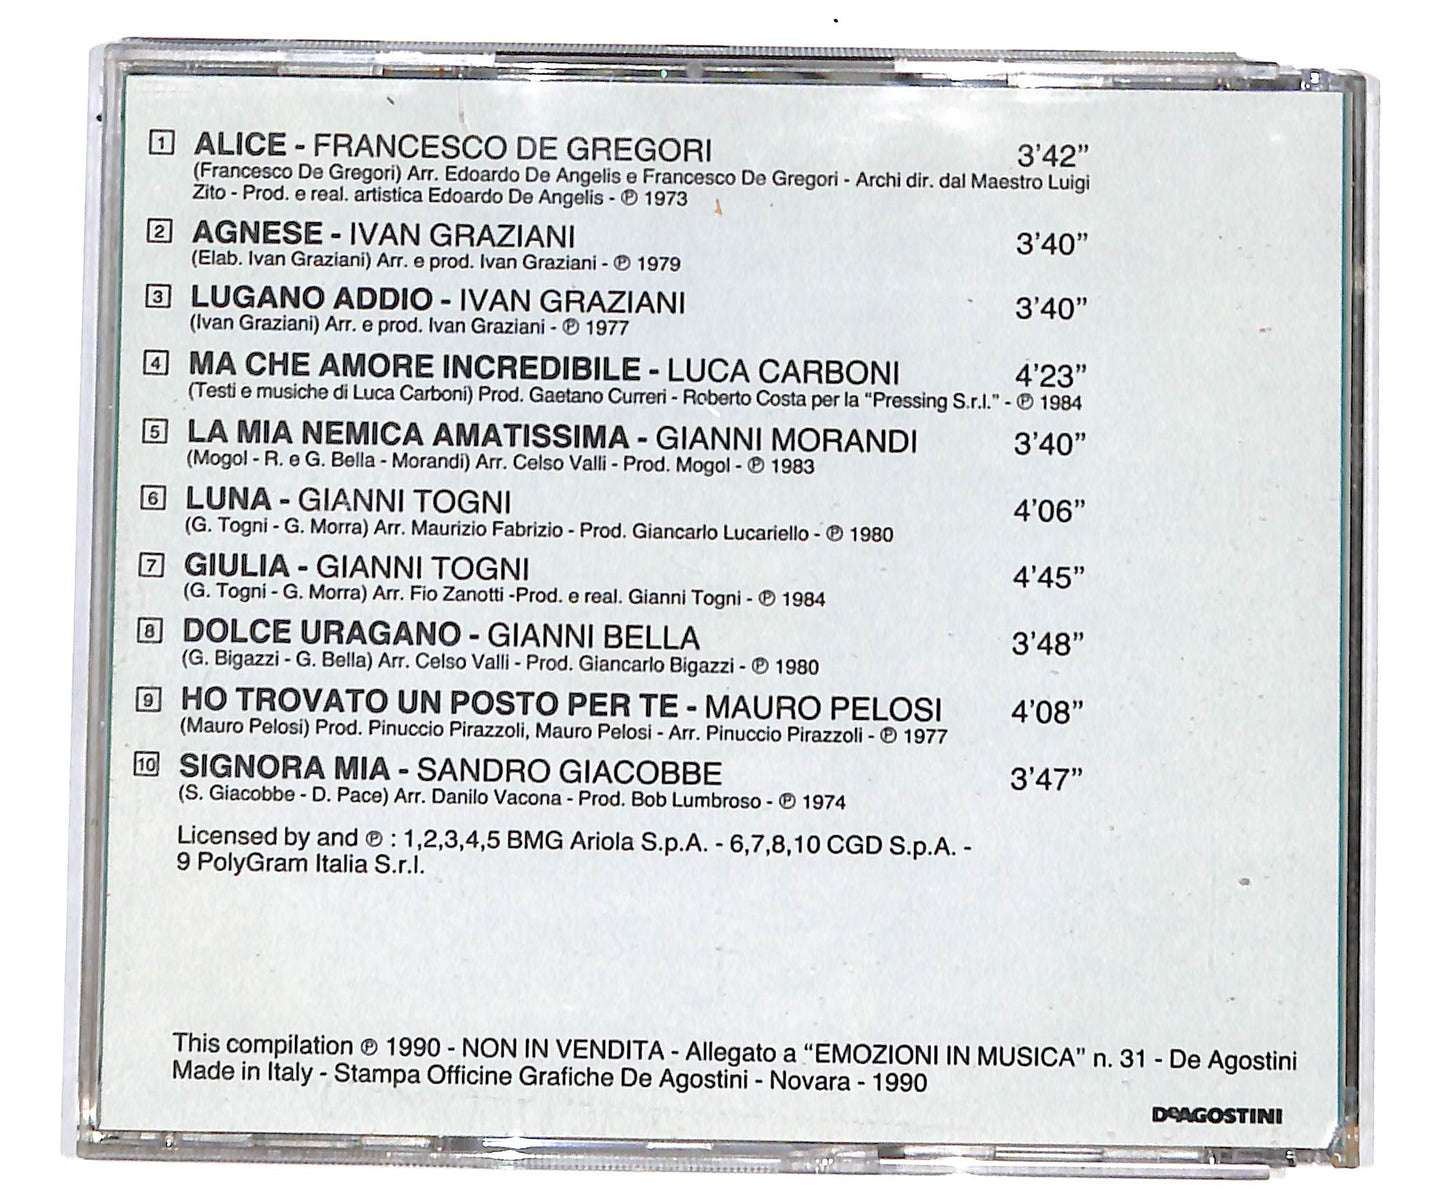 1 ALICE - FRANCESCO DE GREGORI 3'42"
(Francesco De Gregori) Arr. Edoardo De Angelis e Francesco De Gregori - Archi dir. dal Maestro Luigi
Zito - Prod. e real. artistica Edoardo De Angelis - ℗ 1973
2 AGNESE - IVAN GRAZIANI 3'40"
(Elab. Ivan Graziani) Arr. e prod. Ivan Graziani - ℗ 1979
3 LUGANO ADDIO - IVAN GRAZIANI 3'40"
(Ivan Graziani) Arr. e prod. Ivan Graziani - ℗ 1977
4 MA CHE AMORE INCREDIBILE - LUCA CARBONI 4'23"
(Testi e musiche di Luca Carboni) Prod. Gaetano Curreri - Roberto Costa per la "Pressing S.r.l." - ℗ 1984
5 LA MIA NEMICA AMATISSIMA - GIANNI MORANDI 3'40"
(Mogol - R. e G. Bella - Morandi) Arr. Celso Valli - Prod. Mogol - ℗ 1983
6 LUNA - GIANNI TOGNI 4'06"
(G. Togni - G. Morra) Arr. Maurizio Fabrizio - Prod. Giancarlo Lucariello - ℗ 1980
7 GIULIA - GIANNI TOGNI 4'45"
(G. Togni - G. Morra) Arr. Fio Zanotti -Prod. e real. Gianni Togni - ℗ 1984
8 DOLCE URAGANO - GIANNI BELLA 3'48"
(G. Bigazzi - G. Bella) Arr. Celso Valli - Prod. Giancarlo Bigazzi - ℗ 1980
9 HO TROVATO UN POSTO PER TE - MAURO PELOSI 4'08"
(Mauro Pelosi) Prod. Pinuccio Pirazzoli, Mauro Pelosi - Arr. Pinuccio Pirazzoli - ℗ 1977
10 SIGNORA MIA - SANDRO GIACOBBE 3'47"
(S. Giacobbe - D. Pace) Arr. Danilo Vacona - Prod. Bob Lumbroso - ℗ 1974
Licensed by and ℗ : 1,2,3,4,5 BMG Ariola S.p.A. - 6,7,8,10 CGD S.p.A. -
9 PolyGram Italia S.r.l.
This compilation ℗ 1990 - NON IN VENDITA - Allegato a "EMOZIONI IN MUSICA" n. 31 - De Agostini
Made in Italy - Stampa Officine Grafiche De Agostini - Novara - 1990
DeAGOSTINI